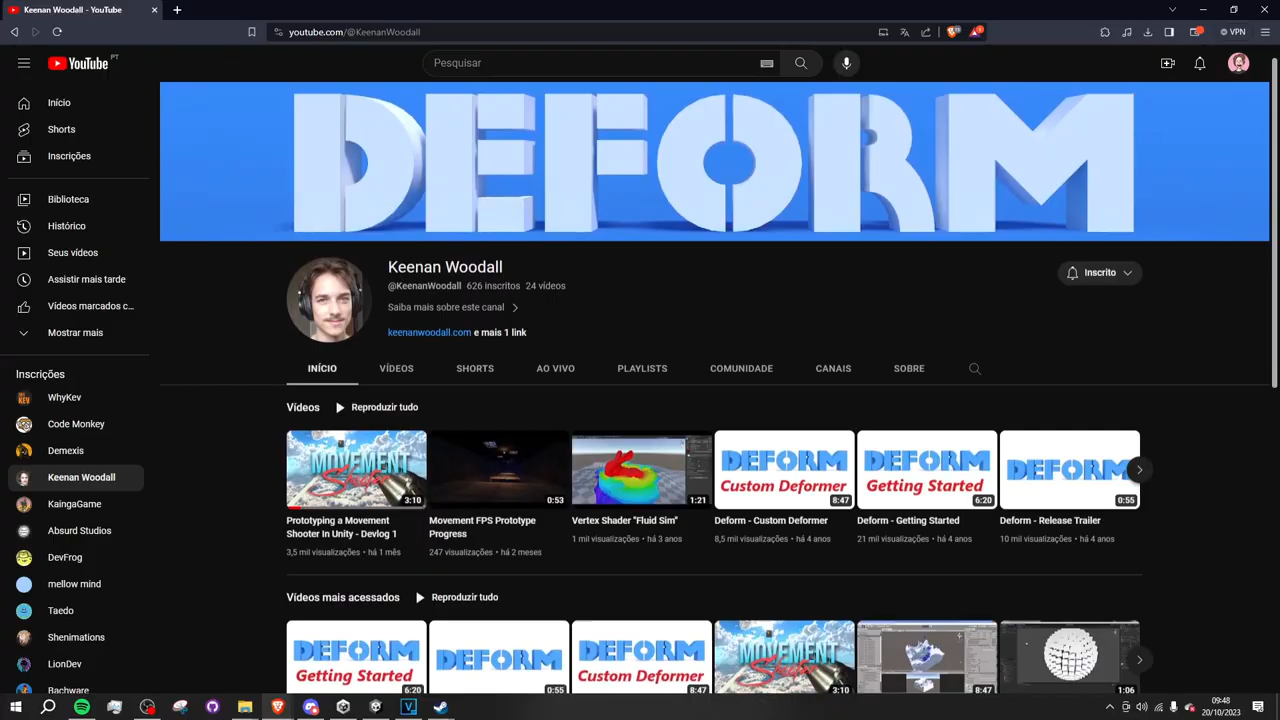 Keenan Woodall - YouTube
youtube.com/@KeenanWoodall
VPN
YouTube PT
Pesquisar
Início
Shorts
Inscrições
Biblioteca
Histórico
Seus vídeos
Assistir mais tarde
Vídeos marcados c...
Mostrar mais
Inscrições
WhyKev
Code Monkey
Demexis
Keenan Woodall
KaingaGame
Absurd Studios
DevFrog
mellow mind
Taedo
Shenimations
LionDev
Bachware
DEFORM
Keenan Woodall
@KeenanWoodall 626 inscritos 24 vídeos
Saiba mais sobre este canal
keenanwoodall.com e mais 1 link
Inscrito
INÍCIO VÍDEOS SHORTS AO VIVO PLAYLISTS COMUNIDADE CANAIS SOBRE
Vídeos Reproduzir tudo
MOVEMENT
Shooter
3:10
Prototyping a Movement
Shooter In Unity - Devlog 1
3,5 mil visualizações • há 1 mês
0:53
Movement FPS Prototype
Progress
247 visualizações • há 2 meses
1:21
Vertex Shader "Fluid Sim"
1 mil visualizações • há 3 anos
DEFORM
Custom Deformer
8:47
Deform - Custom Deformer
8,5 mil visualizações • há 4 anos
DEFORM
Getting Started
6:20
Deform - Getting Started
21 mil visualizações • há 4 anos
DEFORM
0:55
Deform - Release Trailer
10 mil visualizações • há 4 anos
Vídeos mais acessados Reproduzir tudo
DEFORM
Getting Started
6:20
DEFORM
0:55
DEFORM
Custom Deformer
8:47
MOVEMENT
Shooter
3:10
8:47
1:06
09:48
20/10/2023